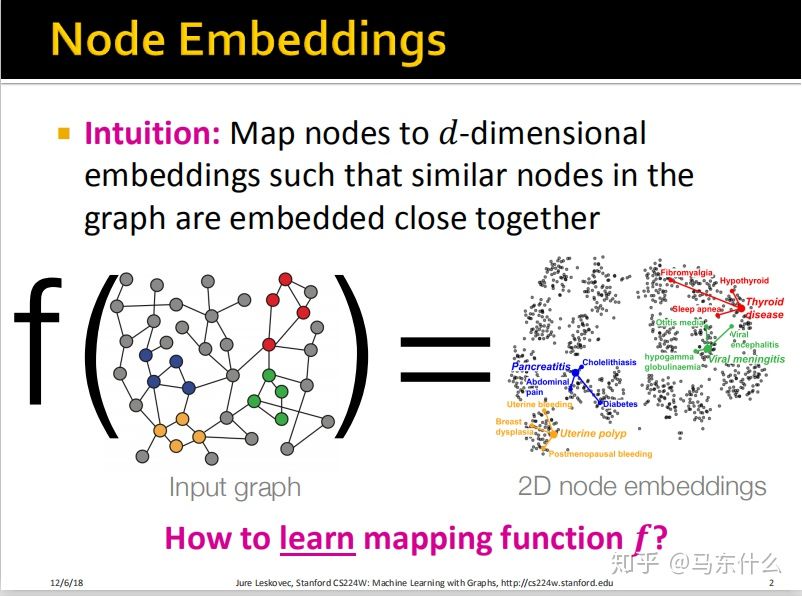 Node Embeddings
Intuition: Map nodes to d-dimensional
embeddings such that similar nodes in the
graph are embedded close together
f( ) =
Input graph
Fibromyalgia
Hypothyroid
Sleep apnea
Thyroid
disease
Otitis media
Viral
encephalitis
hypogamma
globulinaemia
Viral meningitis
Pancreatitis
Cholelithiasis
Abdominal
pain
Diabetes
Uterine bleeding
Breast
dysplasia
Uterine polyp
Postmenopausal bleeding
2D node embeddings
How to learn mapping function f?
知乎 @马东什么
12/6/18
Jure Leskovec, Stanford CS224W: Machine Learning with Graphs, http://cs224w.stanford.edu
2